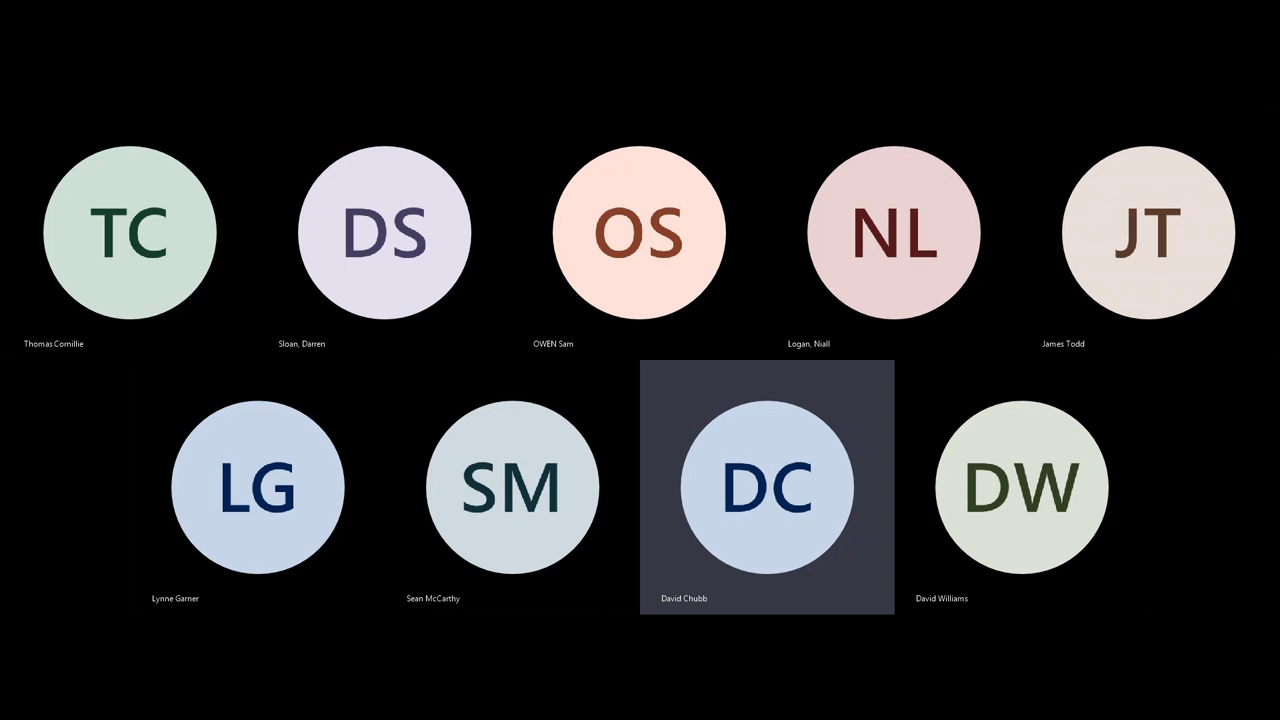 TC
DS
OS
NL
JT
Thomas Cornillie
Sloan, Darren
OWEN Sam
Logan, Niall
James Todd
LG
SM
DC
DW
Lynne Garner
Sean McCarthy
David Chubb
David Williams